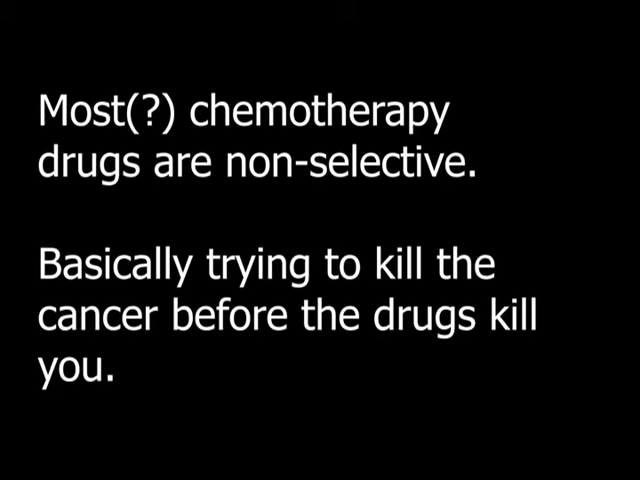 Most(?) chemotherapy
drugs are non-selective.
Basically trying to kill the
cancer before the drugs kill
you.